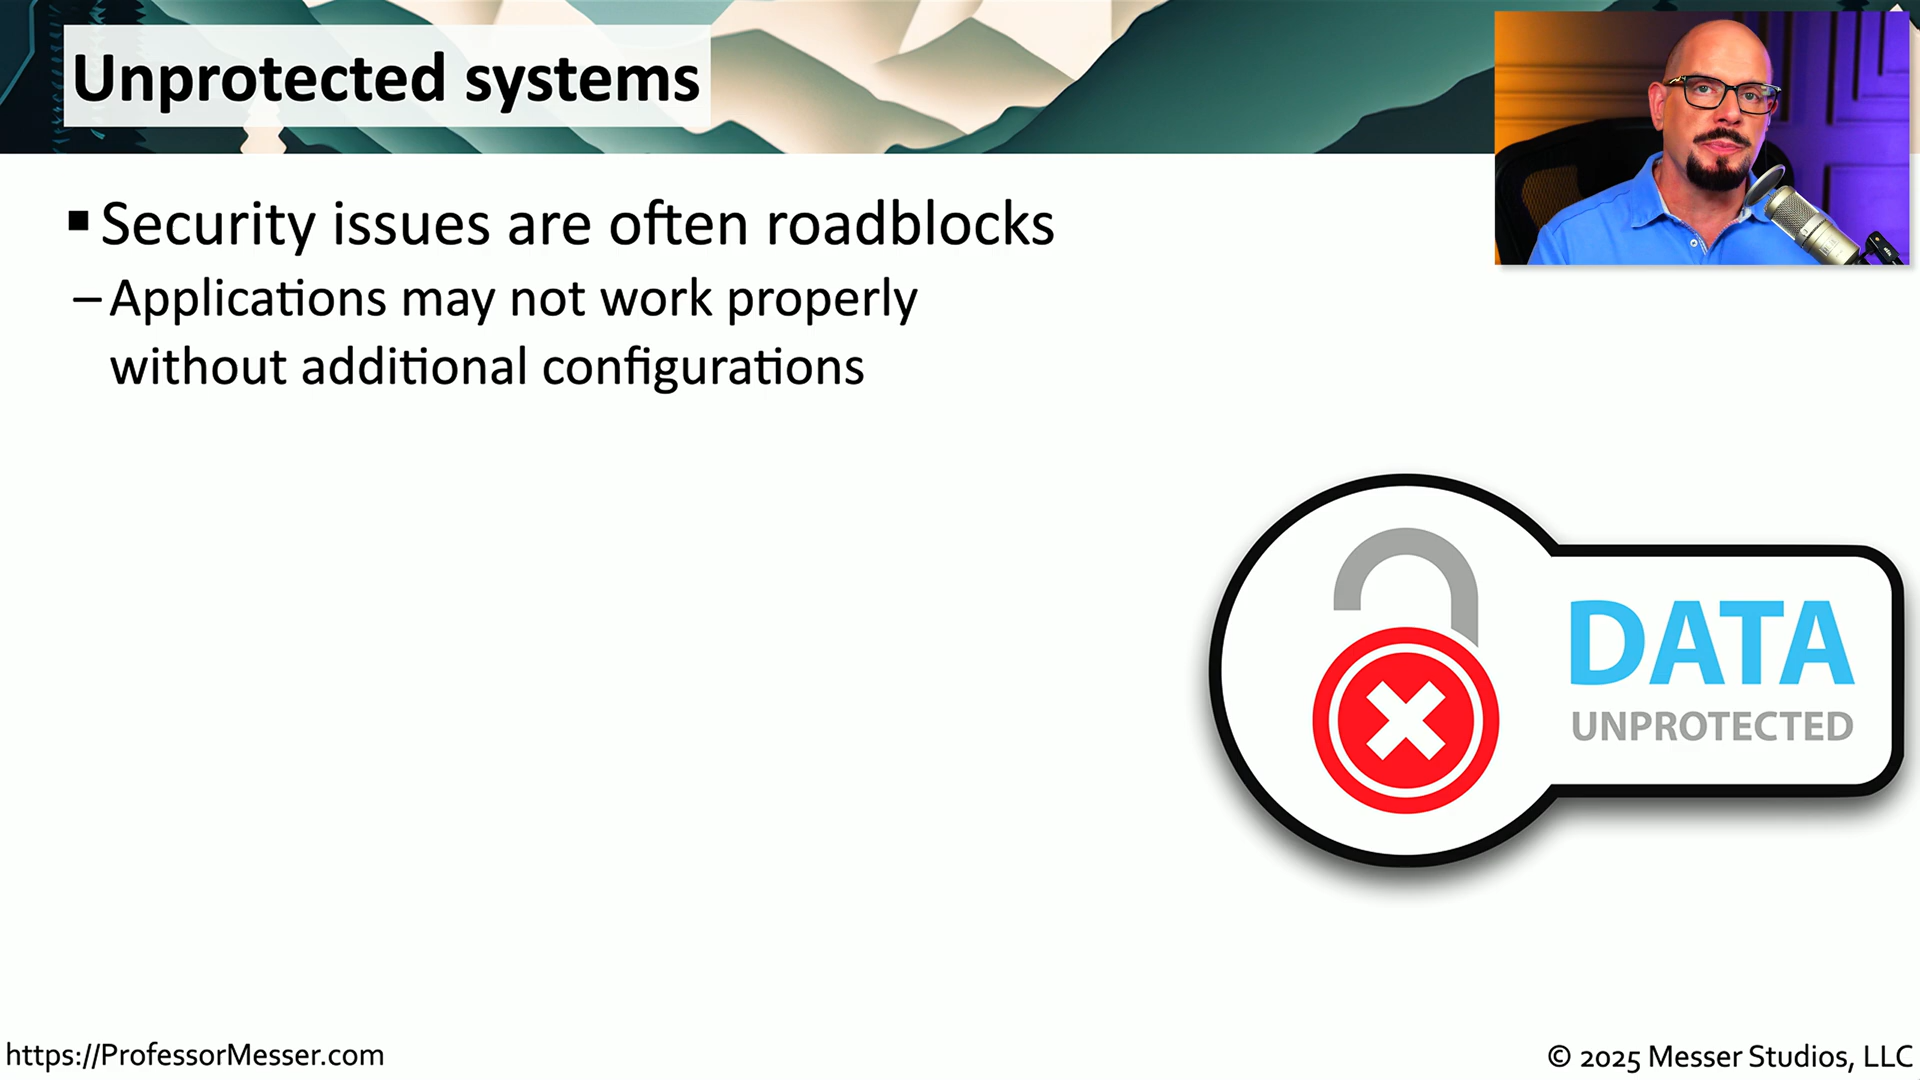 Unprotected systems
▪ Security issues are often roadblocks
– Applications may not work properly
without additional configurations
DATA
UNPROTECTED
https://ProfessorMesser.com
© 2025 Messer Studios, LLC